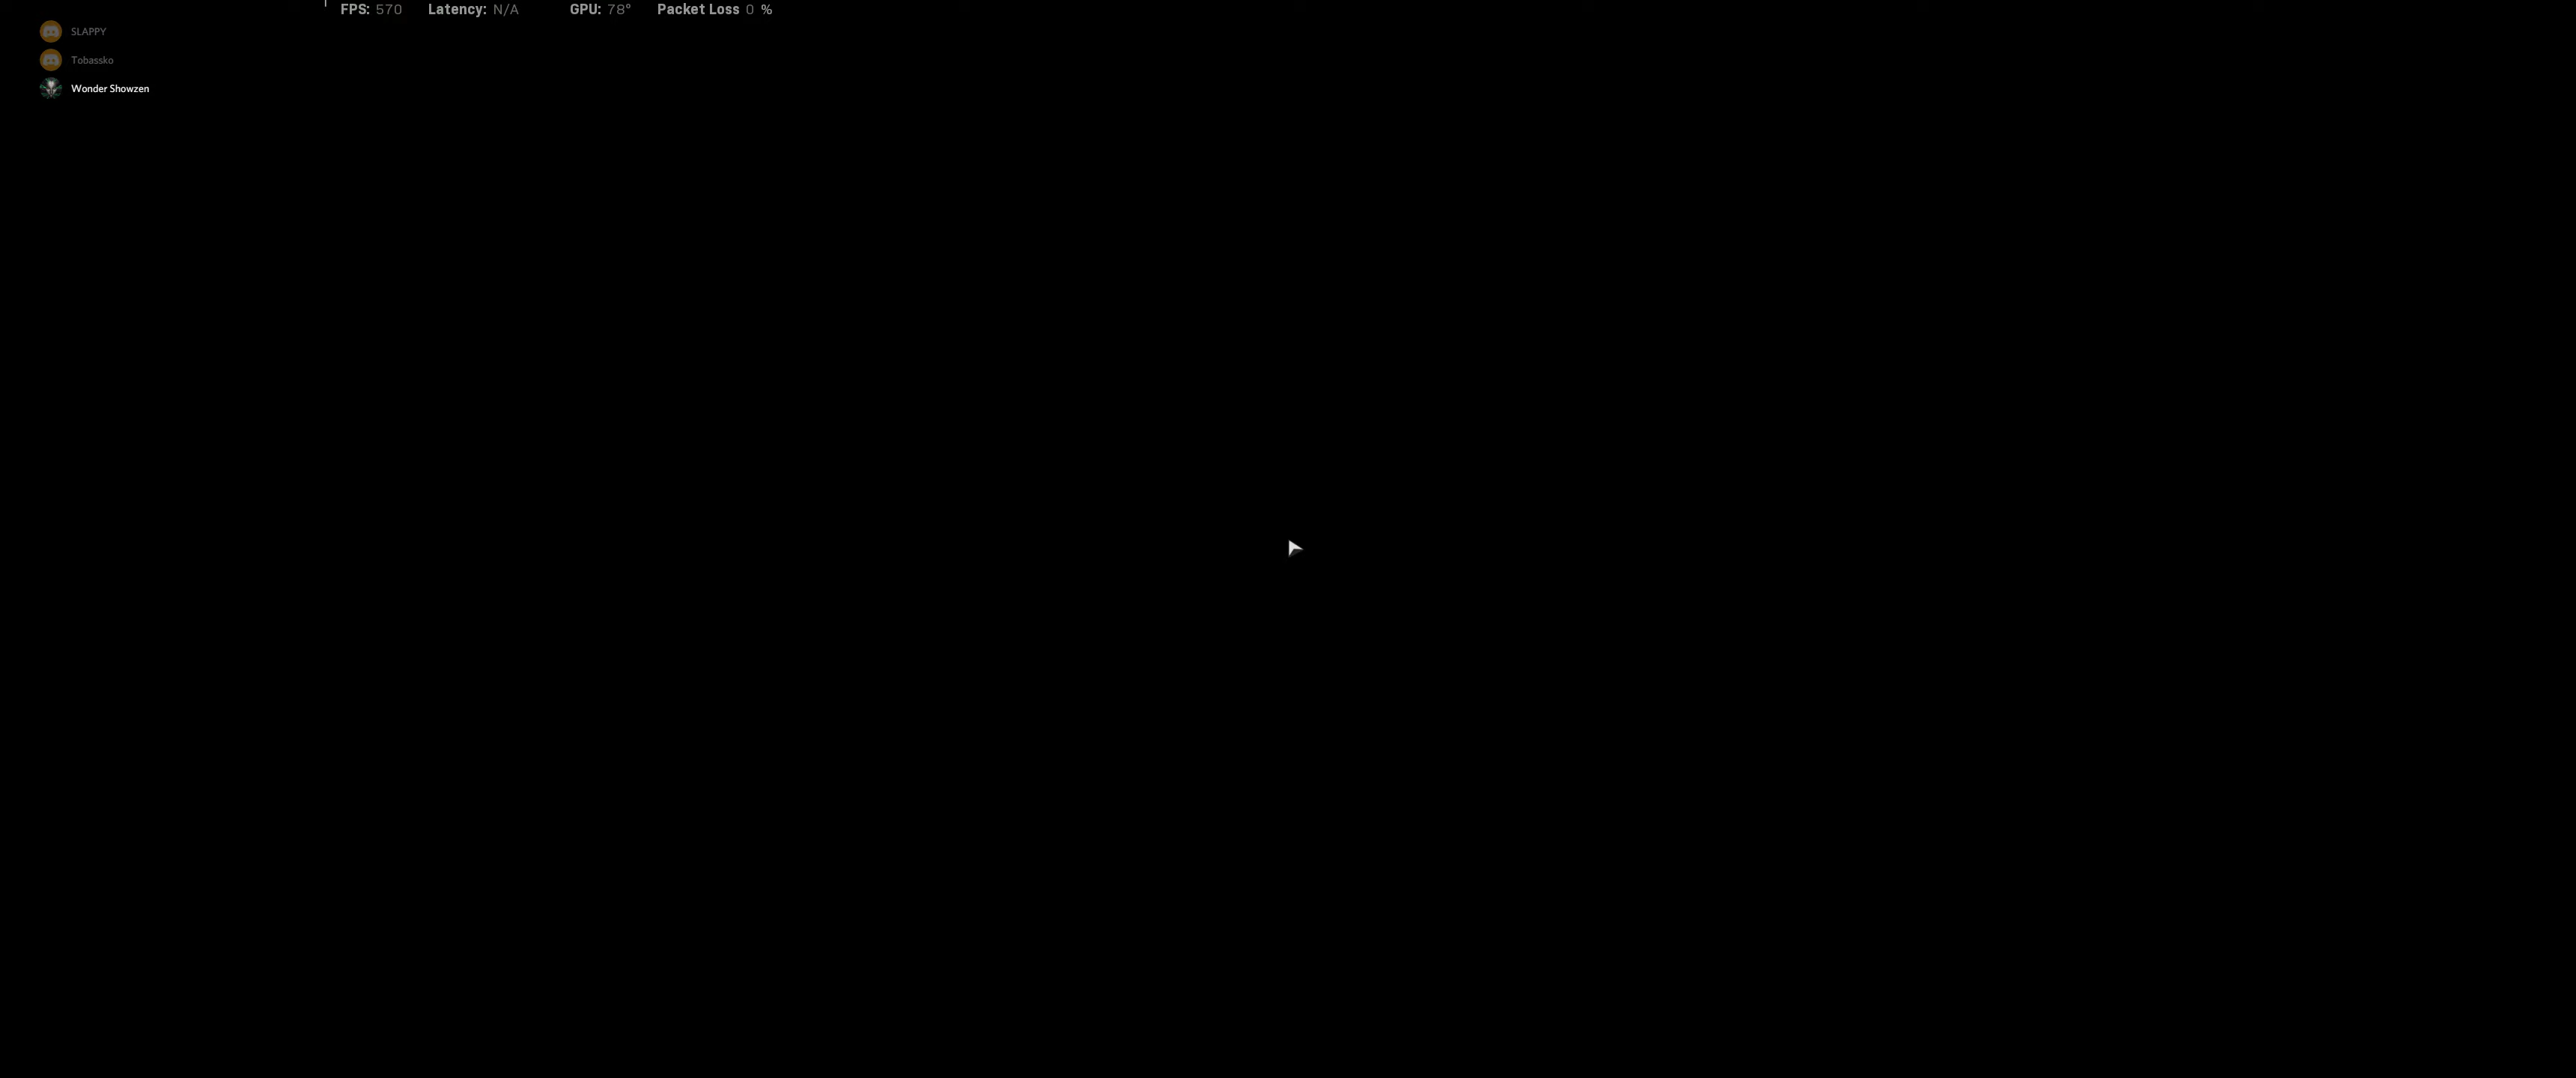 FPS: 570 Latency: N/A GPU: 78° Packet Loss 0 %
SLAPPY
Tobassko
Wonder Showzen